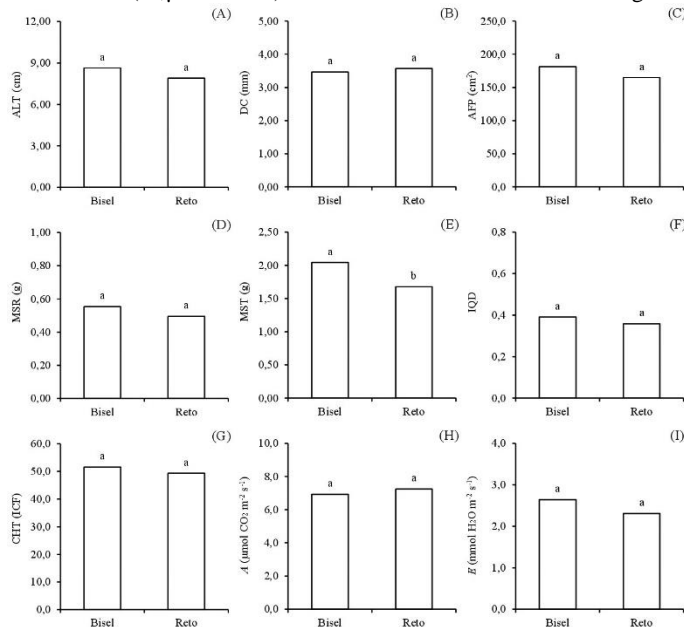 (A)
ALT (cm)
12,00
9,00
6,00
3,00
0,00
a
a
Bisel
Reto
(B)
DC (mm)
6,00
5,00
4,00
3,00
2,00
1,00
0,00
a
a
Bisel
Reto
(C)
AFP (cm²)
250,0
200,0
150,0
100,0
50,0
0,0
a
a
Bisel
Reto
(D)
MSR (g)
1,00
0,80
0,60
0,40
0,20
0,00
a
a
Bisel
Reto
(E)
MST (g)
2,50
2,00
1,50
1,00
0,50
0,00
a
b
Bisel
Reto
(F)
IQD
0,8
0,6
0,4
0,2
0,0
a
a
Bisel
Reto
(G)
CHT (ICF)
60,0
50,0
40,0
30,0
20,0
10,0
0,0
a
a
Bisel
Reto
(H)
A (µmol CO₂ m⁻² s⁻¹)
10,0
8,0
6,0
4,0
2,0
0,0
a
a
Bisel
Reto
(I)
E (mmol H₂O m⁻² s⁻¹)
4,0
3,0
2,0
1,0
0,0
a
a
Bisel
Reto